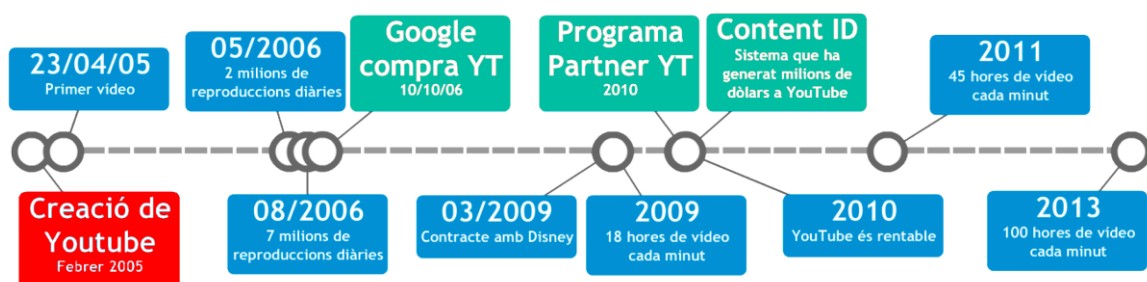 23/04/05
Primer vídeo
05/2006
2 milions de
reproduccions diàries
Google
compra YT
10/10/06
Programa
Partner YT
2010
Content ID
Sistema que ha
generat milions de
dòlars a YouTube
2011
45 hores de vídeo
cada minut
Creació de
Youtube
Febrer 2005
08/2006
7 milions de
reproduccions diàries
03/2009
Contracte amb Disney
2009
18 hores de vídeo
cada minut
2010
YouTube és rentable
2013
100 hores de vídeo
cada minut